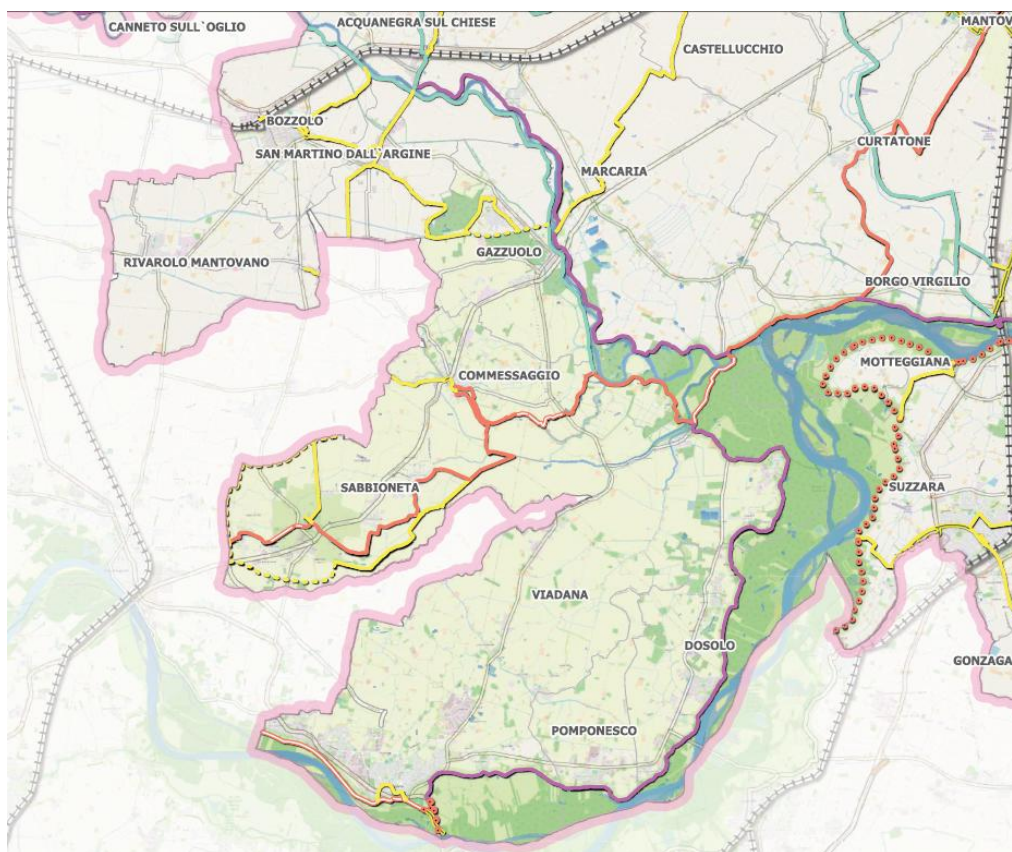 CANNETO SULL`OGLIO
ACQUANEGRA SUL CHIESE
MANTOV
CASTELLUCCHIO
BOZZOLO
CURTATONE
SAN MARTINO DALL`ARGINE
MARCARIA
GAZZUOLO
RIVAROLO MANTOVANO
BORGO VIRGILIO
MOTTEGGIANA
COMMESSAGGIO
SABBIONETA
SUZZARA
VIADANA
DOSOLO
GONZAGA
POMPONESCO